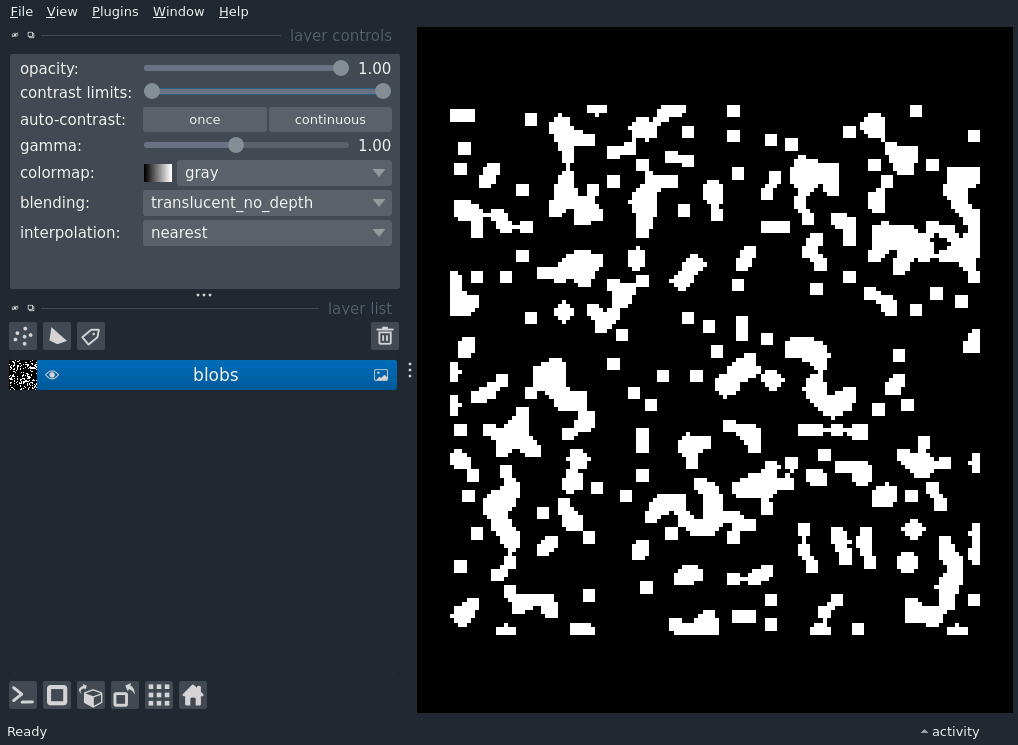 File View Plugins Window Help
layer controls
opacity: 1.00
contrast limits:
auto-contrast: once continuous
gamma: 1.00
colormap: gray
blending: translucent_no_depth
interpolation: nearest
layer list
blobs
Ready activity